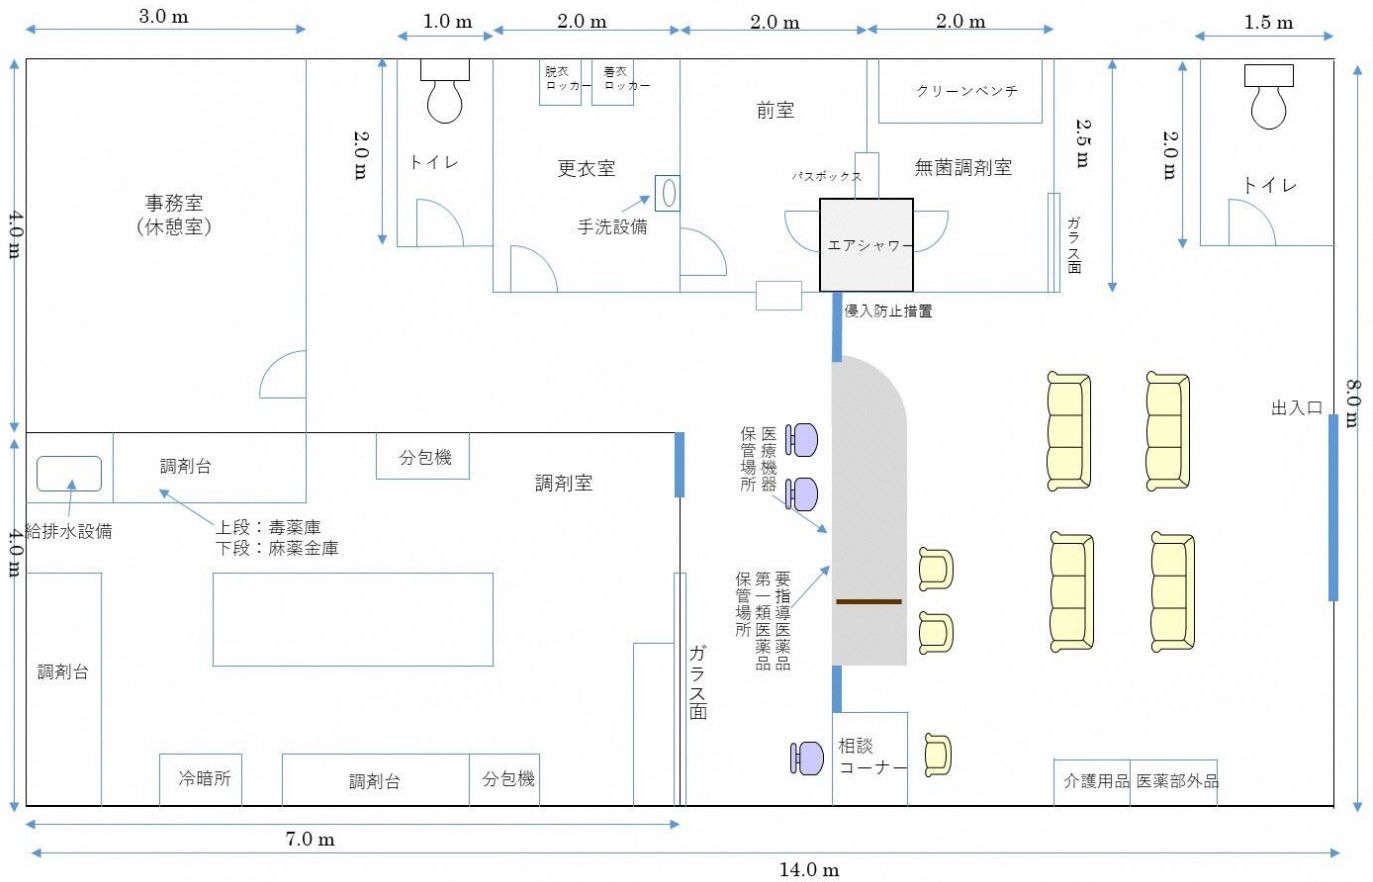 3.0 m
1.0 m
2.0 m
2.0 m
2.0 m
1.5 m
脱衣
ロッカー
着衣
ロッカー
クリーンベンチ
前室
2.0 m
トイレ
更衣室
パスボックス
無菌調剤室
2.5 m
2.0 m
トイレ
事務室
(休憩室)
4.0 m
手洗設備
エアシャワー
ガラス面
侵入防止措置
8.0 m
出入口
調剤台
分包機
調剤室
医療機器
保管場所
給排水設備
上段：毒薬庫
下段：麻薬金庫
4.0 m
要指導医薬品
第一類医薬品
保管場所
調剤台
ガラス面
冷暗所
調剤台
分包機
相談
コーナー
介護用品
医薬部外品
7.0 m
14.0 m